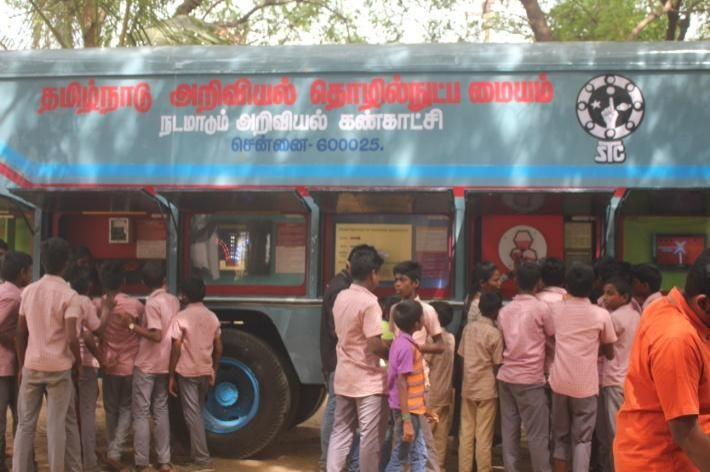 தமிழ்நாடு அறிவியல் தொழில்நுட்ப மையம்
நடமாடும் அறிவியல் கண்காட்சி
சென்னை- 600025.
STC